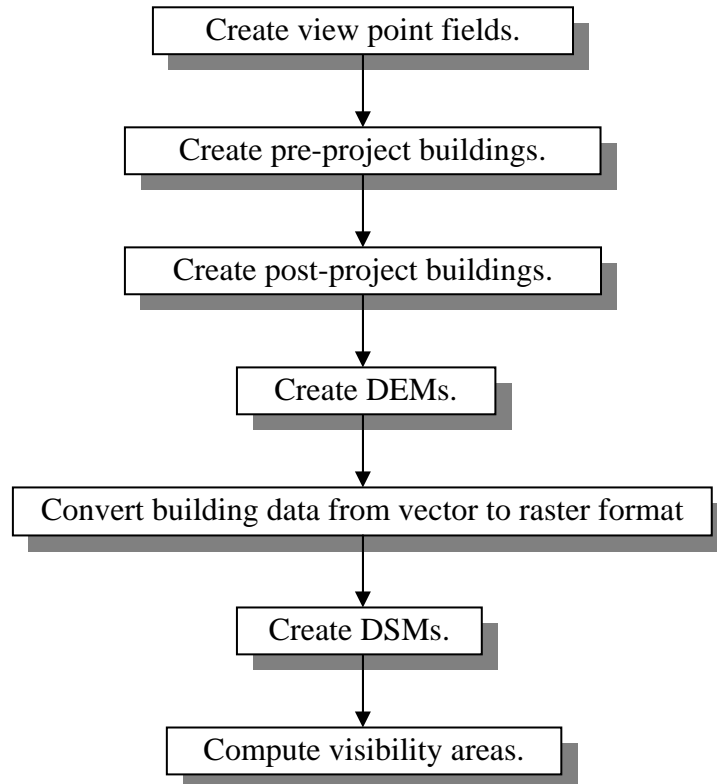 Create view point fields.
Create pre-project buildings.
Create post-project buildings.
Create DEMs.
Convert building data from vector to raster format
Create DSMs.
Compute visibility areas.